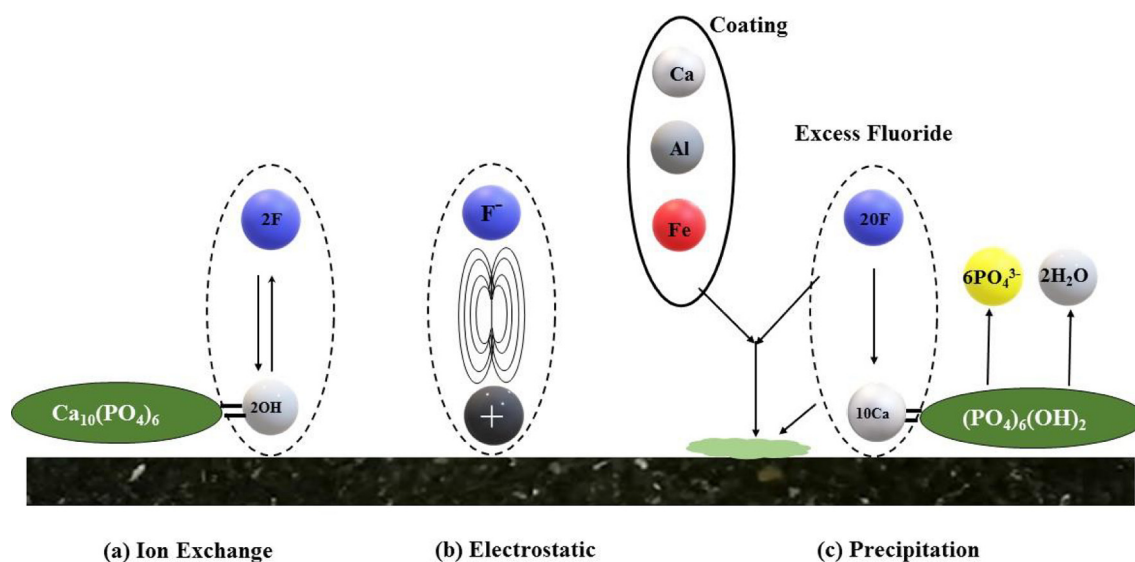 Coating
Ca
Al
Fe
Excess Fluoride
2F
F⁻
20F
6PO₄³⁻
2H₂O
Ca₁₀(PO₄)₆
2OH
+
10Ca
(PO₄)₆(OH)₂
(a) Ion Exchange
(b) Electrostatic
(c) Precipitation